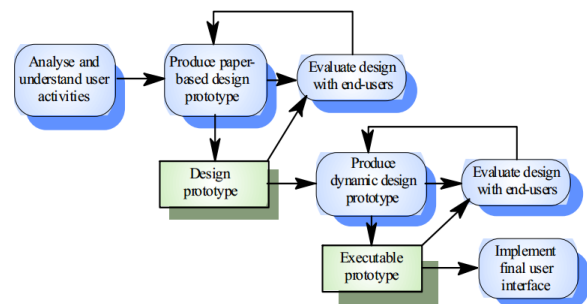 Analyse and
understand user
activities
Produce paper-
based design
prototype
Evaluate design
with end-users
Design
prototype
Produce
dynamic design
prototype
Evaluate design
with end-users
Executable
prototype
Implement
final user
interface